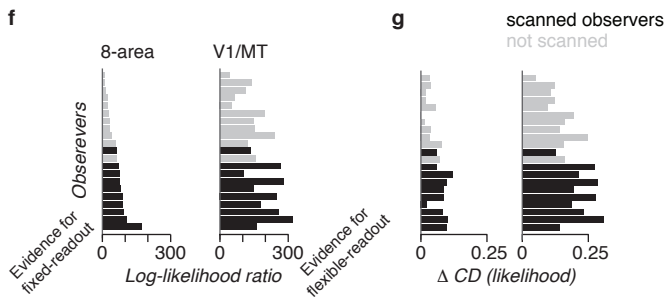 f
g
scanned observers
not scanned
8-area
V1/MT
Obserevers
Evidence for
fixed-readout
0
300
0
300
Log-likelihood ratio
Evidence for
flexible-readout
0
0.25
0
0.25
Δ CD (likelihood)